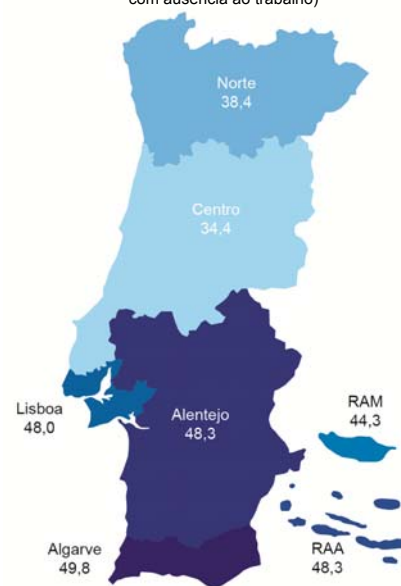 com ausência ao trabalho)
Norte
38,4
Centro
34,4
Lisboa
48,0
Alentejo
48,3
RAM
44,3
Algarve
49,8
RAA
48,3